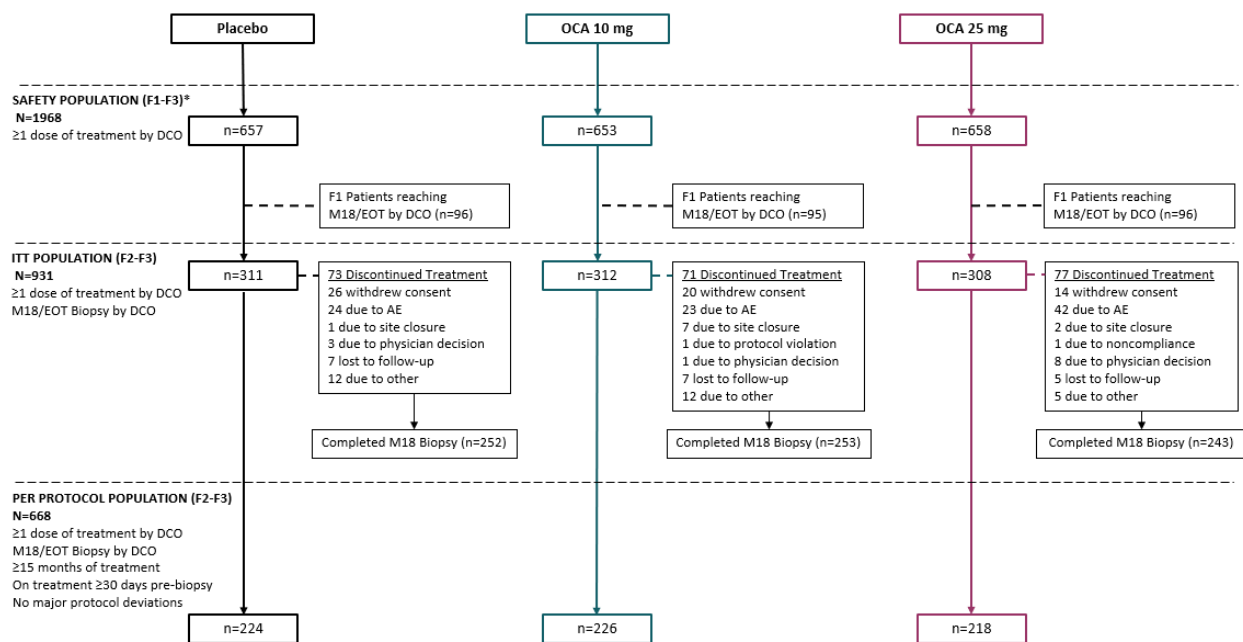 Placebo
OCA 10 mg
OCA 25 mg
SAFETY POPULATION (F1-F3)*
N=1968
≥1 dose of treatment by DCO
n=657
n=653
n=658
F1 Patients reaching
M18/EOT by DCO (n=96)
F1 Patients reaching
M18/EOT by DCO (n=95)
F1 Patients reaching
M18/EOT by DCO (n=96)
ITT POPULATION (F2-F3)
N=931
≥1 dose of treatment by DCO
M18/EOT Biopsy by DCO
n=311
73 Discontinued Treatment
26 withdrew consent
24 due to AE
1 due to site closure
3 due to physician decision
7 lost to follow-up
12 due to other
Completed M18 Biopsy (n=252)
n=312
71 Discontinued Treatment
20 withdrew consent
23 due to AE
7 due to site closure
1 due to protocol violation
1 due to physician decision
7 lost to follow-up
12 due to other
Completed M18 Biopsy (n=253)
n=308
77 Discontinued Treatment
14 withdrew consent
42 due to AE
2 due to site closure
1 due to noncompliance
8 due to physician decision
5 lost to follow-up
5 due to other
Completed M18 Biopsy (n=243)
PER PROTOCOL POPULATION (F2-F3)
N=668
≥1 dose of treatment by DCO
M18/EOT Biopsy by DCO
≥15 months of treatment
On treatment ≥30 days pre-biopsy
No major protocol deviations
n=224
n=226
n=218